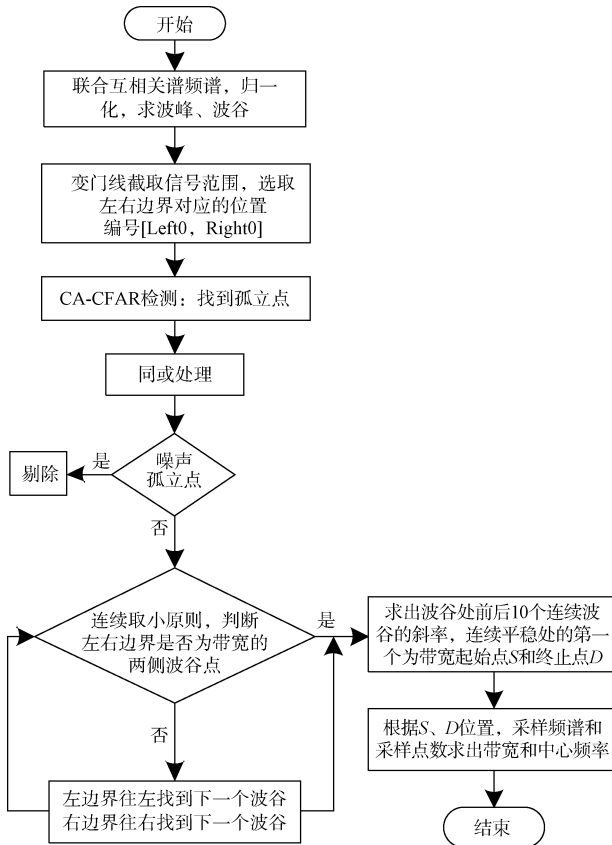 开始
联合互相关谱频谱，归一
化，求波峰、波谷
变门线截取信号范围，选取
左右边界对应的位置
编号[Left0，Right0]
CA-CFAR检测：找到孤立点
同或处理
噪声
孤立点
是
剔除
否
连续取小原则，判断
左右边界是否为带宽的
两侧波谷点
是
否
左边界往左找到下一个波谷
右边界往右找到下一个波谷
求出波谷处前后10个连续波
谷的斜率，连续平稳处的第一
个为带宽起始点S和终止点D
根据S、D位置，采样频谱和
采样点数求出带宽和中心频率
结束